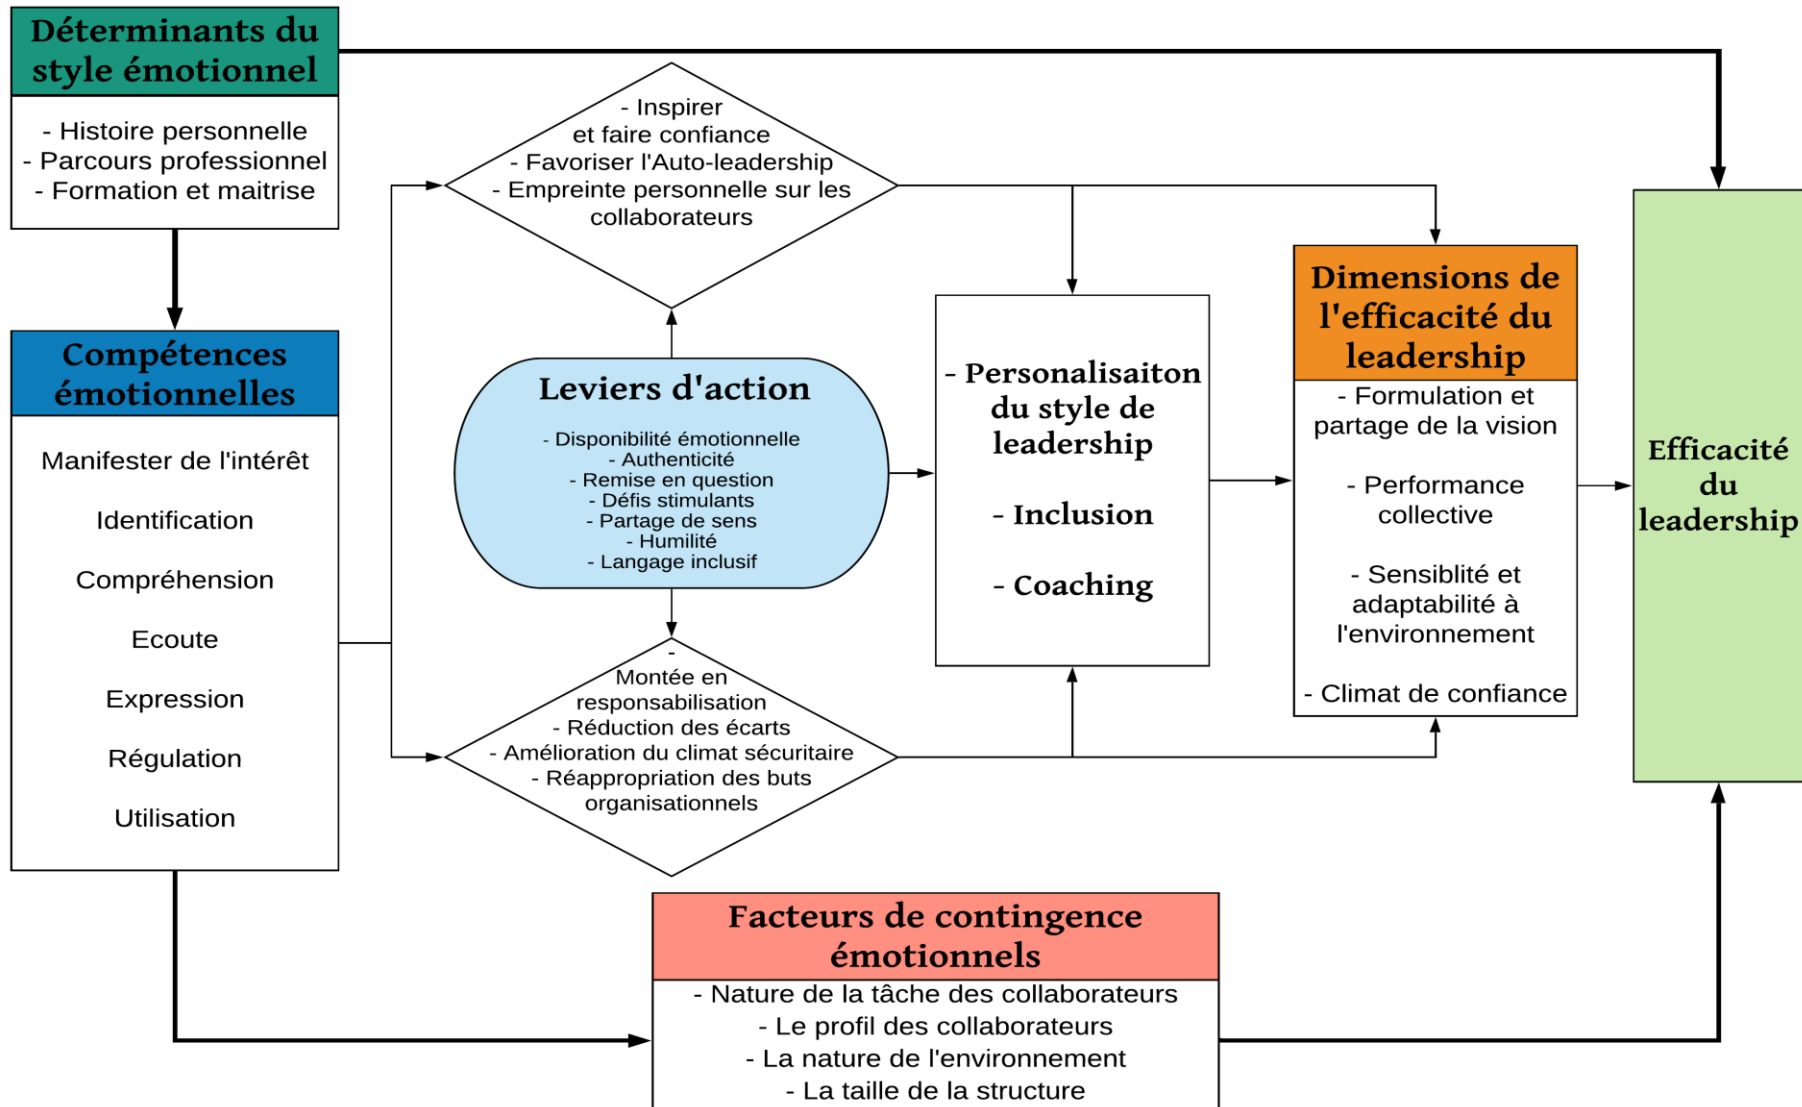 Déterminants du
style émotionnel
- Histoire personnelle
- Parcours professionnel
- Formation et maitrise
Compétences
émotionnelles
Manifester de l'intérêt
Identification
Compréhension
Ecoute
Expression
Régulation
Utilisation
- Inspirer
et faire confiance
- Favoriser l'Auto-leadership
- Empreinte personnelle sur les
collaborateurs
Leviers d'action
- Disponibilité émotionnelle
- Authenticité
- Remise en question
- Défis stimulants
- Partage de sens
- Humilité
- Langage inclusif
-
Montée en
responsabilisation
- Réduction des écarts
- Amélioration du climat sécuritaire
- Réappropriation des buts
organisationnels
- Personalisaiton
du style de
leadership
- Inclusion
- Coaching
Dimensions de
l'efficacité du
leadership
- Formulation et
partage de la vision
- Performance
collective
- Sensiblité et
adaptabilité à
l'environnement
- Climat de confiance
Efficacité
du
leadership
Facteurs de contingence
émotionnels
- Nature de la tâche des collaborateurs
- Le profil des collaborateurs
- La nature de l'environnement
- La taille de la structure